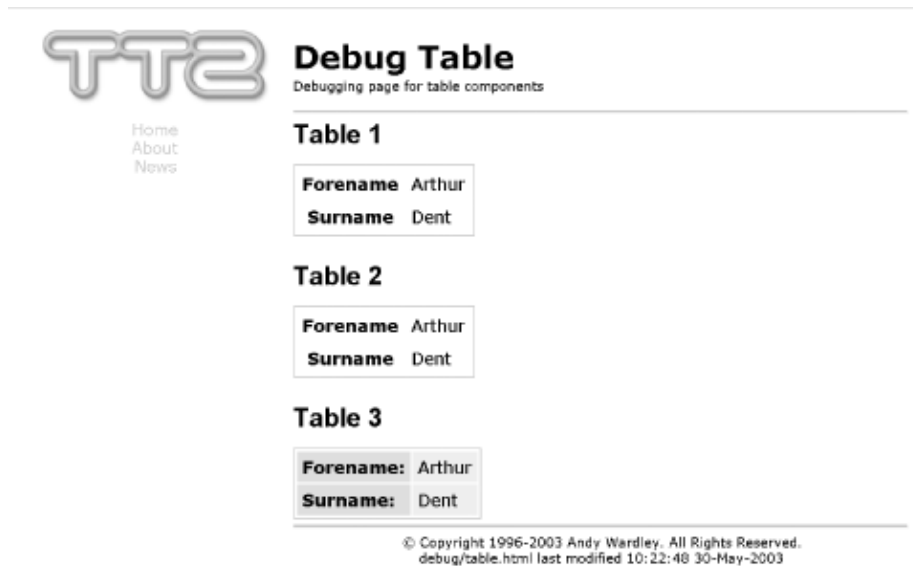 TT2
Debug Table
Debugging page for table components
Home
About
News
Table 1
Forename Arthur
Surname Dent
Table 2
Forename Arthur
Surname Dent
Table 3
Forename: Arthur
Surname: Dent
© Copyright 1996-2003 Andy Wardley. All Rights Reserved.
debug/table.html last modified 10:22:48 30-May-2003